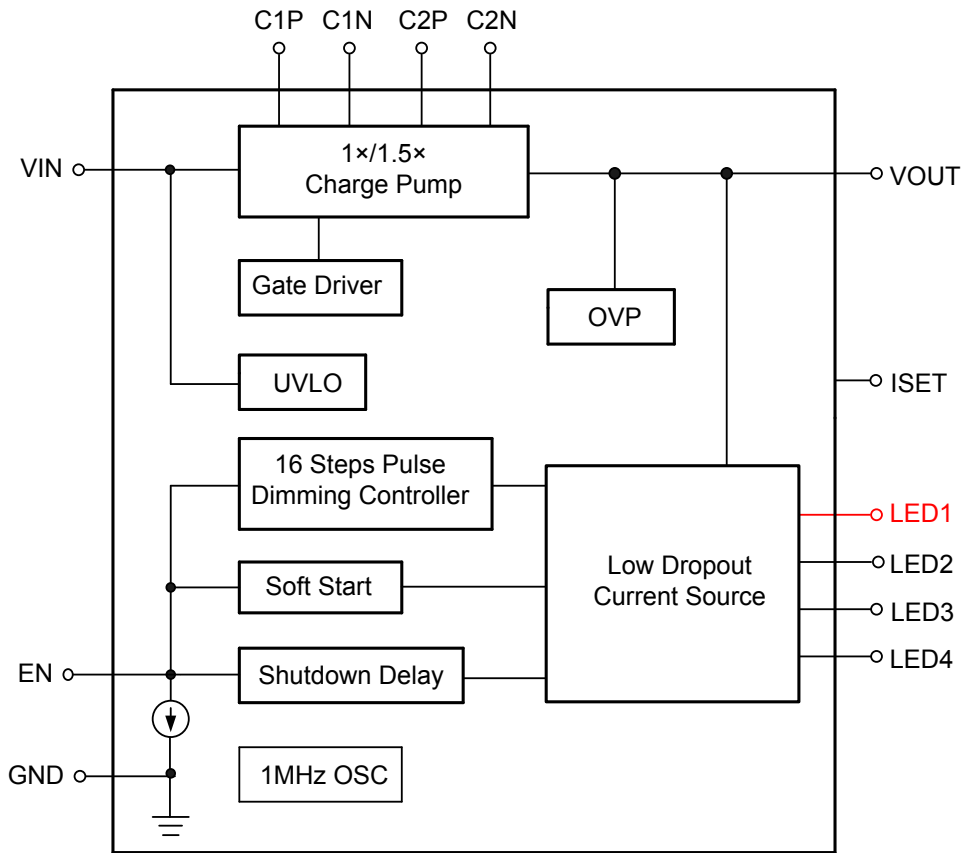 C1P C1N C2P C2N
1×/1.5×
Charge Pump
VIN
VOUT
Gate Driver
OVP
UVLO
ISET
16 Steps Pulse
Dimming Controller
LED1
Low Dropout
Current Source
LED2
Soft Start
LED3
LED4
EN
Shutdown Delay
GND
1MHz OSC